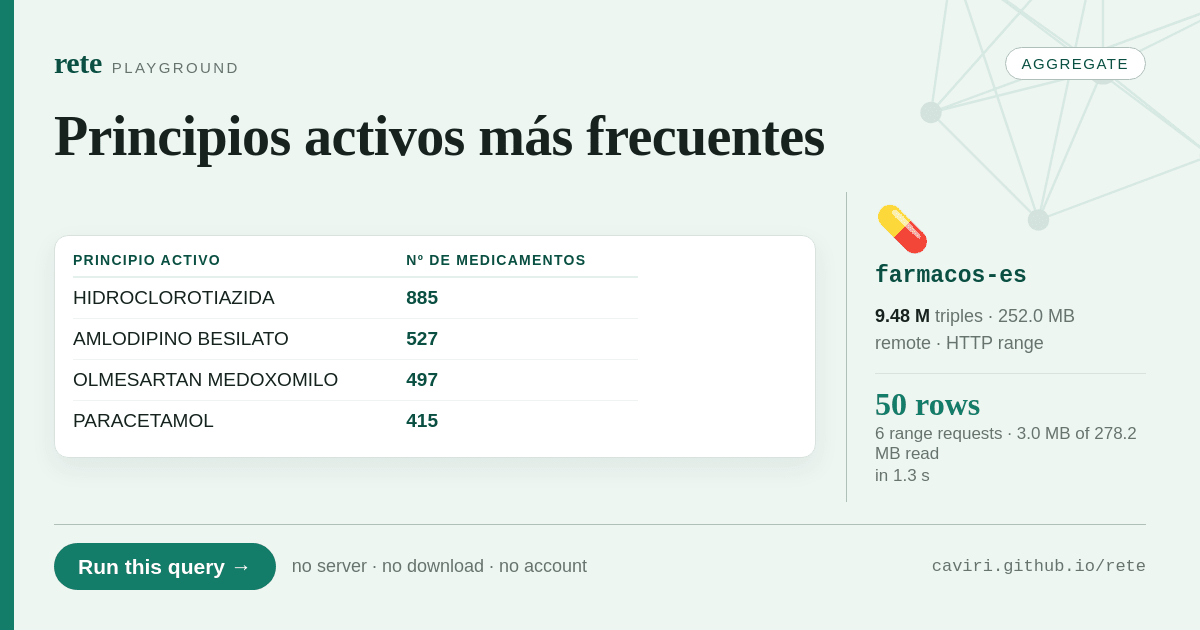 rete PLAYGROUND
AGGREGATE
Principios activos más frecuentes
PRINCIPIO ACTIVO Nº DE MEDICAMENTOS
HIDROCLOROTIAZIDA 885
AMLODIPINO BESILATO 527
OLMESARTAN MEDOXOMILO 497
PARACETAMOL 415
farmacos-es
9.48 M triples · 252.0 MB
remote · HTTP range
50 rows
6 range requests · 3.0 MB of 278.2
MB read
in 1.3 s
Run this query →
no server · no download · no account
caviri.github.io/rete